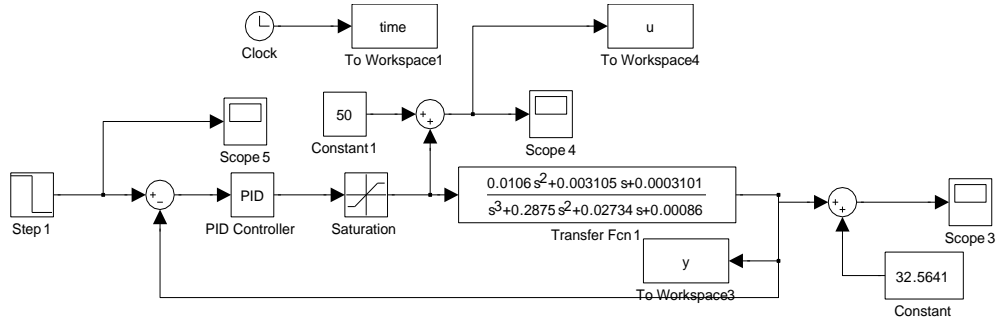 time
Clock
To Workspace1
u
To Workspace4
50
Constant1
Scope 5
Scope 4
Step 1
+
−
PID
PID Controller
Saturation
+
+
0.0106 s²+0.003105 s+0.0003101
s³+0.2875 s²+0.02734 s+0.00086
Transfer Fcn 1
+
+
Scope 3
y
To Workspace3
32.5641
Constant